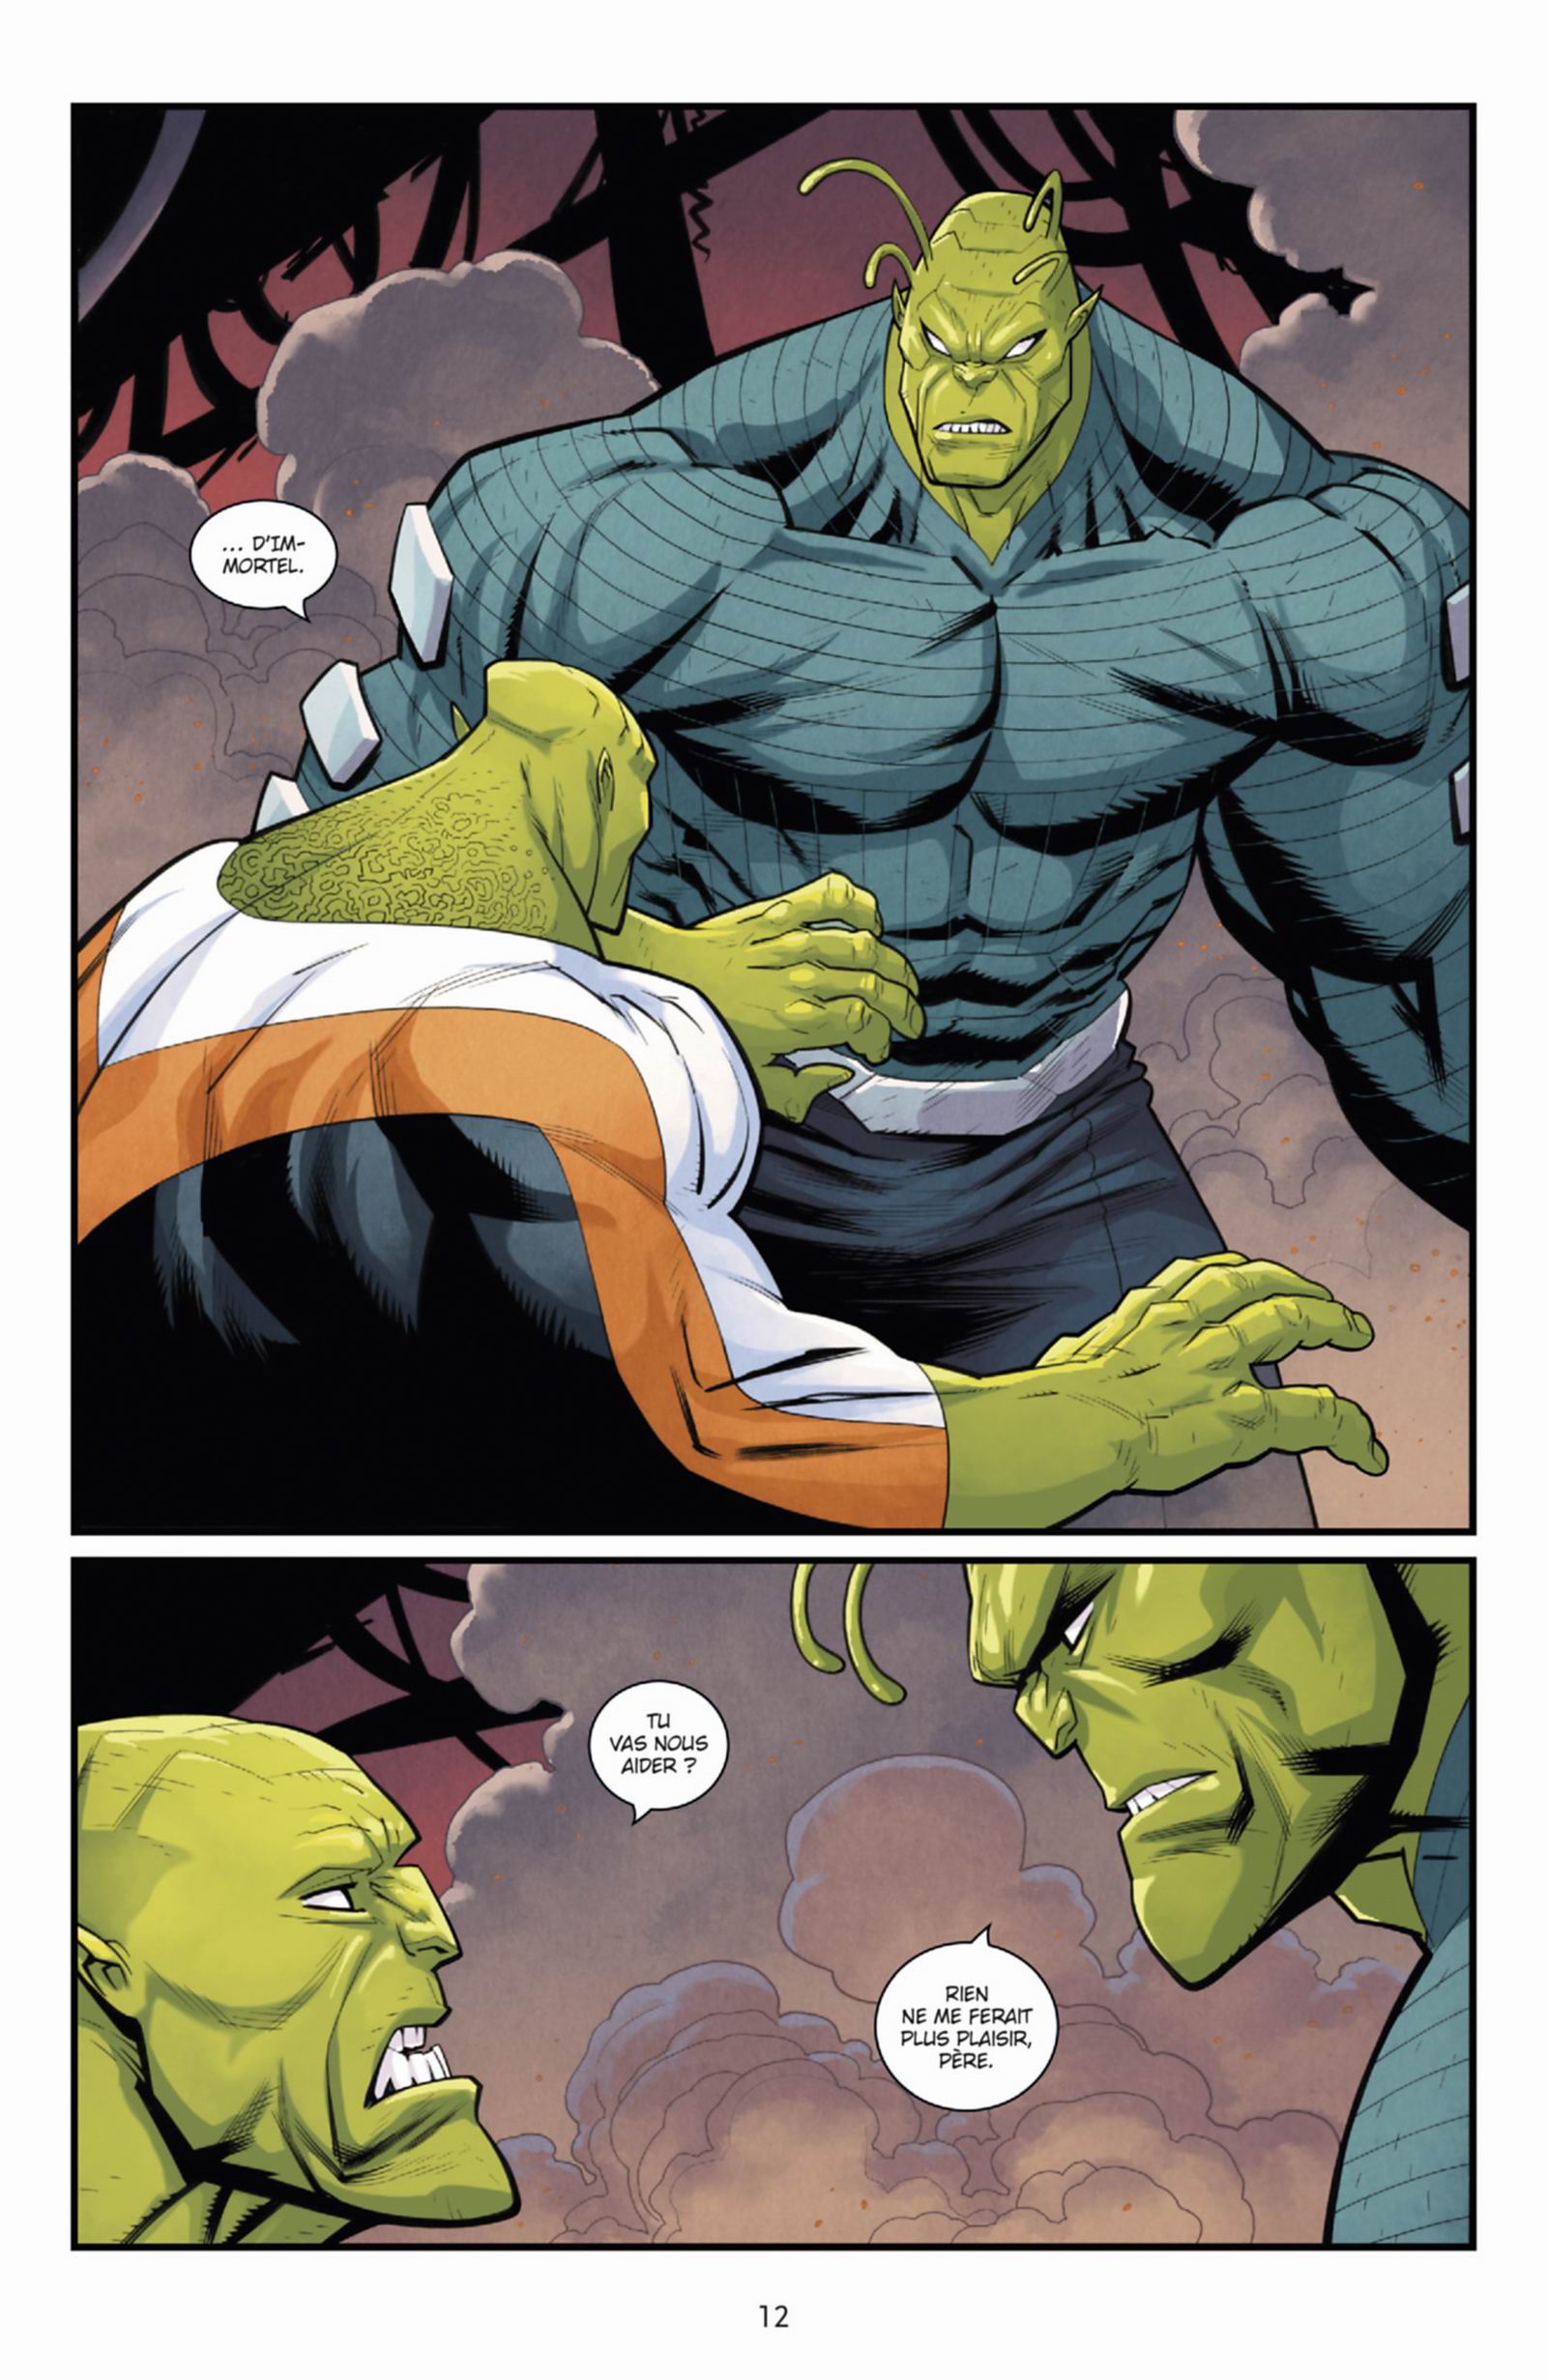 ... D'IM-
MORTEL.
TU
VAS NOUS
AIDER ?
RIEN
NE ME FERAIT
PLUS PLAISIR,
PÈRE.
12